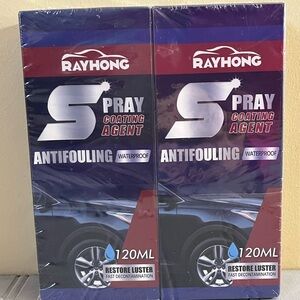 RAYHONG
SPRAY
COATING
AGENT
ANTIFOULING WATERPROOF
120ML
RESTORE LUSTER
FAST DECONTAMINATION
RAYHONG
SPRAY
COATING
AGENT
ANTIFOULING WATERPROOF
120ML
RESTORE LUSTER
FAST DECONTAMINATION